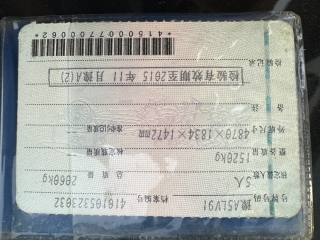 号牌号码 豫A5LV91 档案编号 410105323032
核定载人数 5人 总质量 2060kg
整备质量 1520kg 核定载质量 --
外廓尺寸 4870×1834×1472mm 准牵引总质量 --
备注
检验有效期至2015年11月豫A(2)
检验记录
*4150007700062*